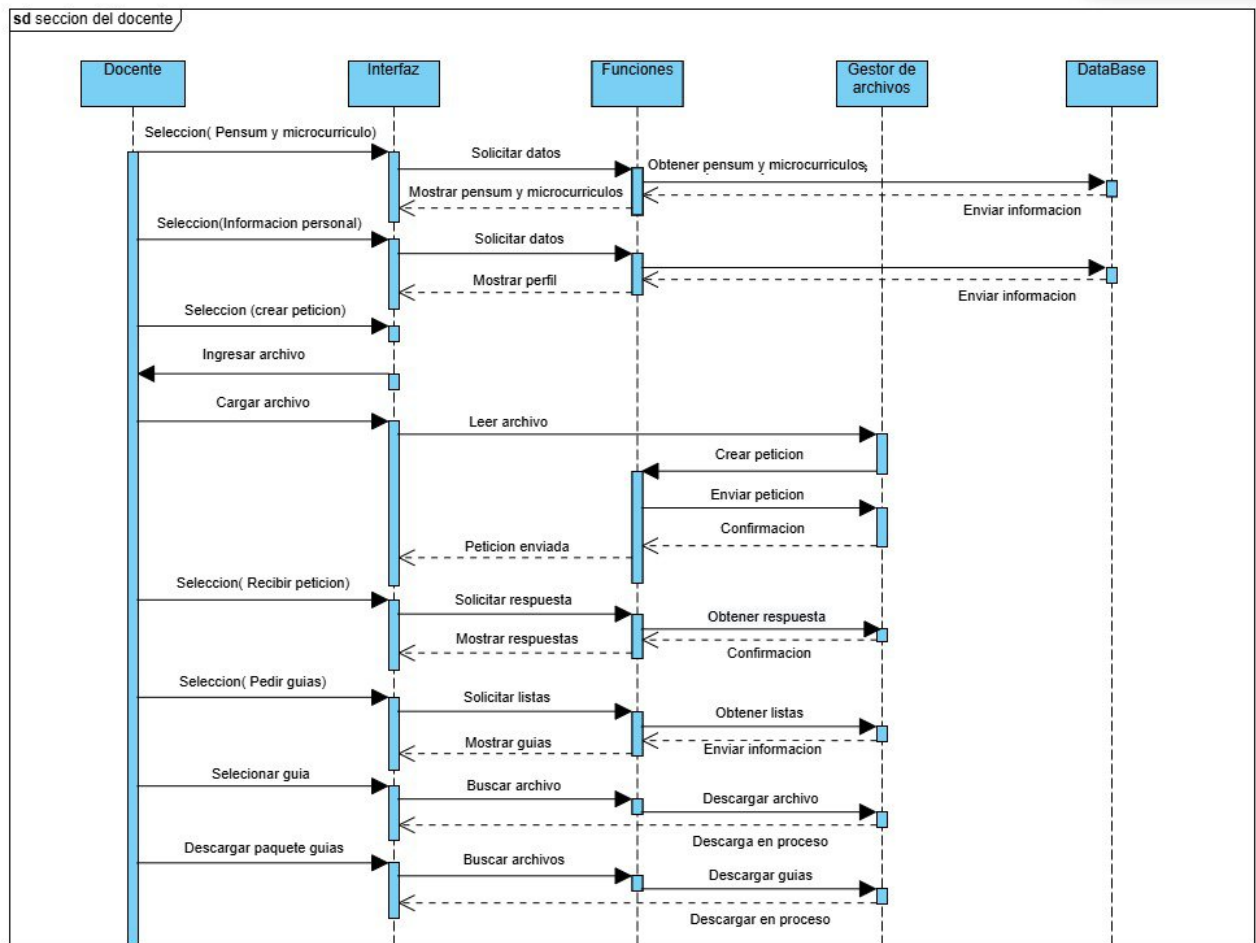 sd seccion del docente
Docente
Interfaz
Funciones
Gestor de
archivos
DataBase
Seleccion( Pensum y microcurriculo)
Solicitar datos
Obtener pensum y microcurriculos;
Mostrar pensum y microcurriculos
Enviar informacion
Seleccion(Informacion personal)
Solicitar datos
Mostrar perfil
Enviar informacion
Seleccion (crear peticion)
Ingresar archivo
Cargar archivo
Leer archivo
Crear peticion
Enviar peticion
Confirmacion
Peticion enviada
Seleccion( Recibir peticion)
Solicitar respuesta
Obtener respuesta
Mostrar respuestas
Confirmacion
Seleccion( Pedir guias)
Solicitar listas
Obtener listas
Mostrar guias
Enviar informacion
Selecionar guia
Buscar archivo
Descargar archivo
Descarga en proceso
Descargar paquete guias
Buscar archivos
Descargar guias
Descargar en proceso